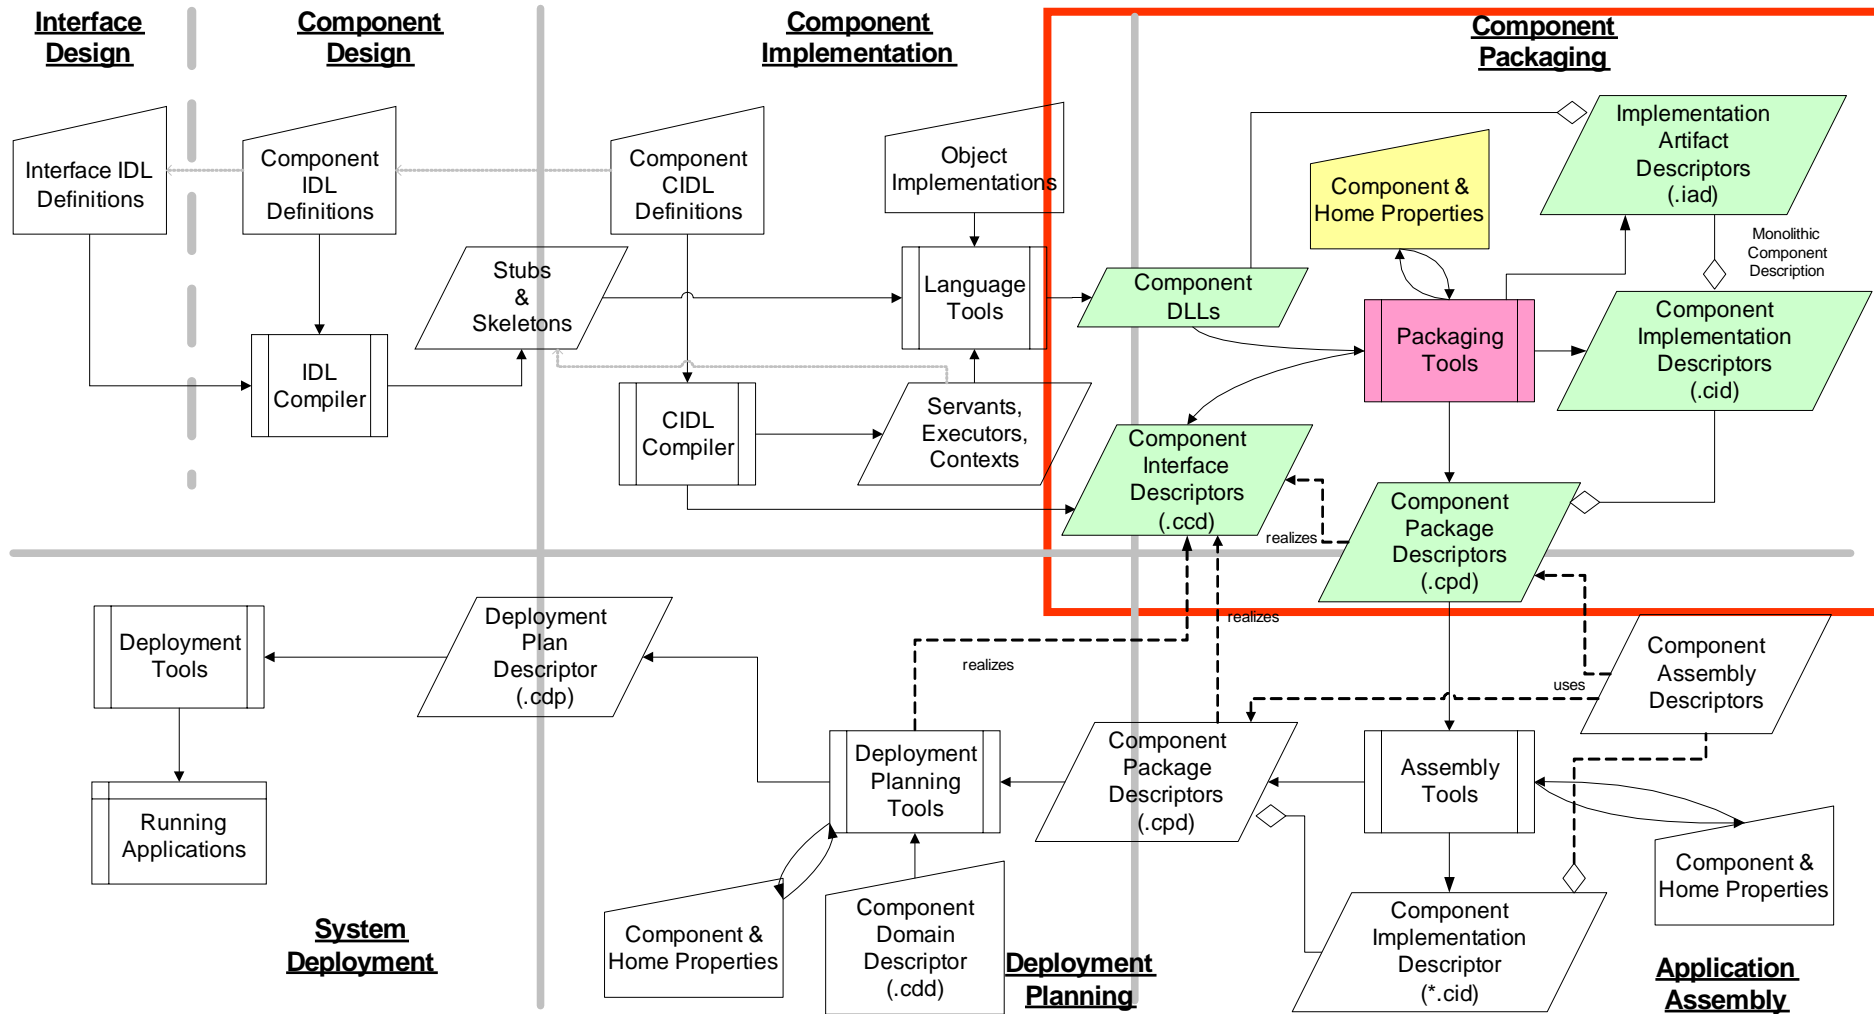 Interface
Design
Component
Design
Component
Implementation
Component
Packaging
Interface IDL
Definitions
Component
IDL
Definitions
Component
CIDL
Definitions
Object
Implementations
Component &
Home Properties
Implementation
Artifact
Descriptors
(.iad)
Monolithic
Component
Description
Stubs
&
Skeletons
Language
Tools
Component
DLLs
Packaging
Tools
Component
Implementation
Descriptors
(.cid)
IDL
Compiler
CIDL
Compiler
Servants,
Executors,
Contexts
Component
Interface
Descriptors
(.ccd)
realizes
Component
Package
Descriptors
(.cpd)
Deployment
Tools
Deployment
Plan
Descriptor
(.cdp)
realizes
realizes
uses
Component
Assembly
Descriptors
Running
Applications
Deployment
Planning
Tools
Component
Package
Descriptors
(.cpd)
Assembly
Tools
Component &
Home Properties
Component &
Home Properties
Component
Domain
Descriptor
(.cdd)
Component
Implementation
Descriptor
(*.cid)
System
Deployment
Deployment
Planning
Application
Assembly